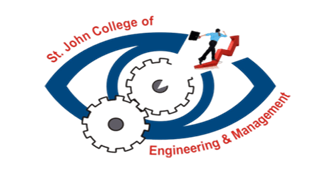 St. John College of
Engineering & Management